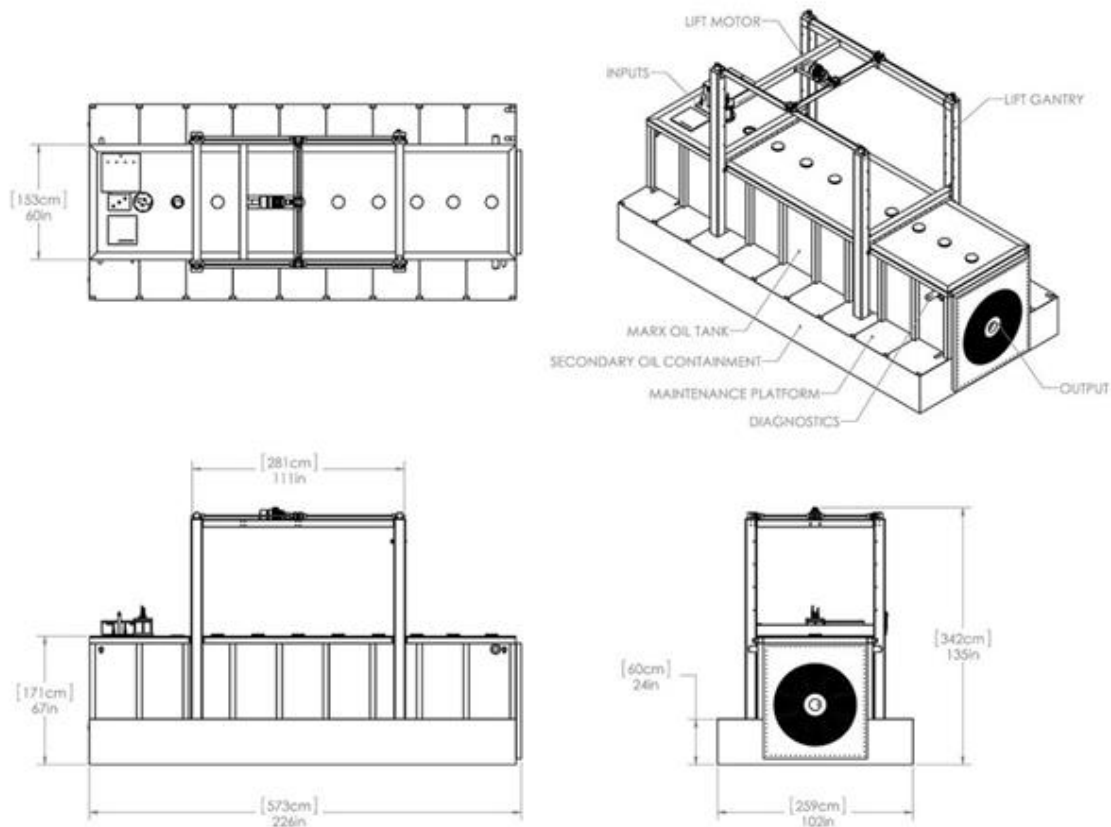 LIFT MOTOR
INPUTS
LIFT GANTRY
[153cm]
60in
MARX OIL TANK
SECONDARY OIL CONTAINMENT
MAINTENANCE PLATFORM
OUTPUT
DIAGNOSTICS
[281cm]
111in
[342cm]
135in
[60cm]
24in
[171cm]
67in
[573cm]
226in
[259cm]
102in